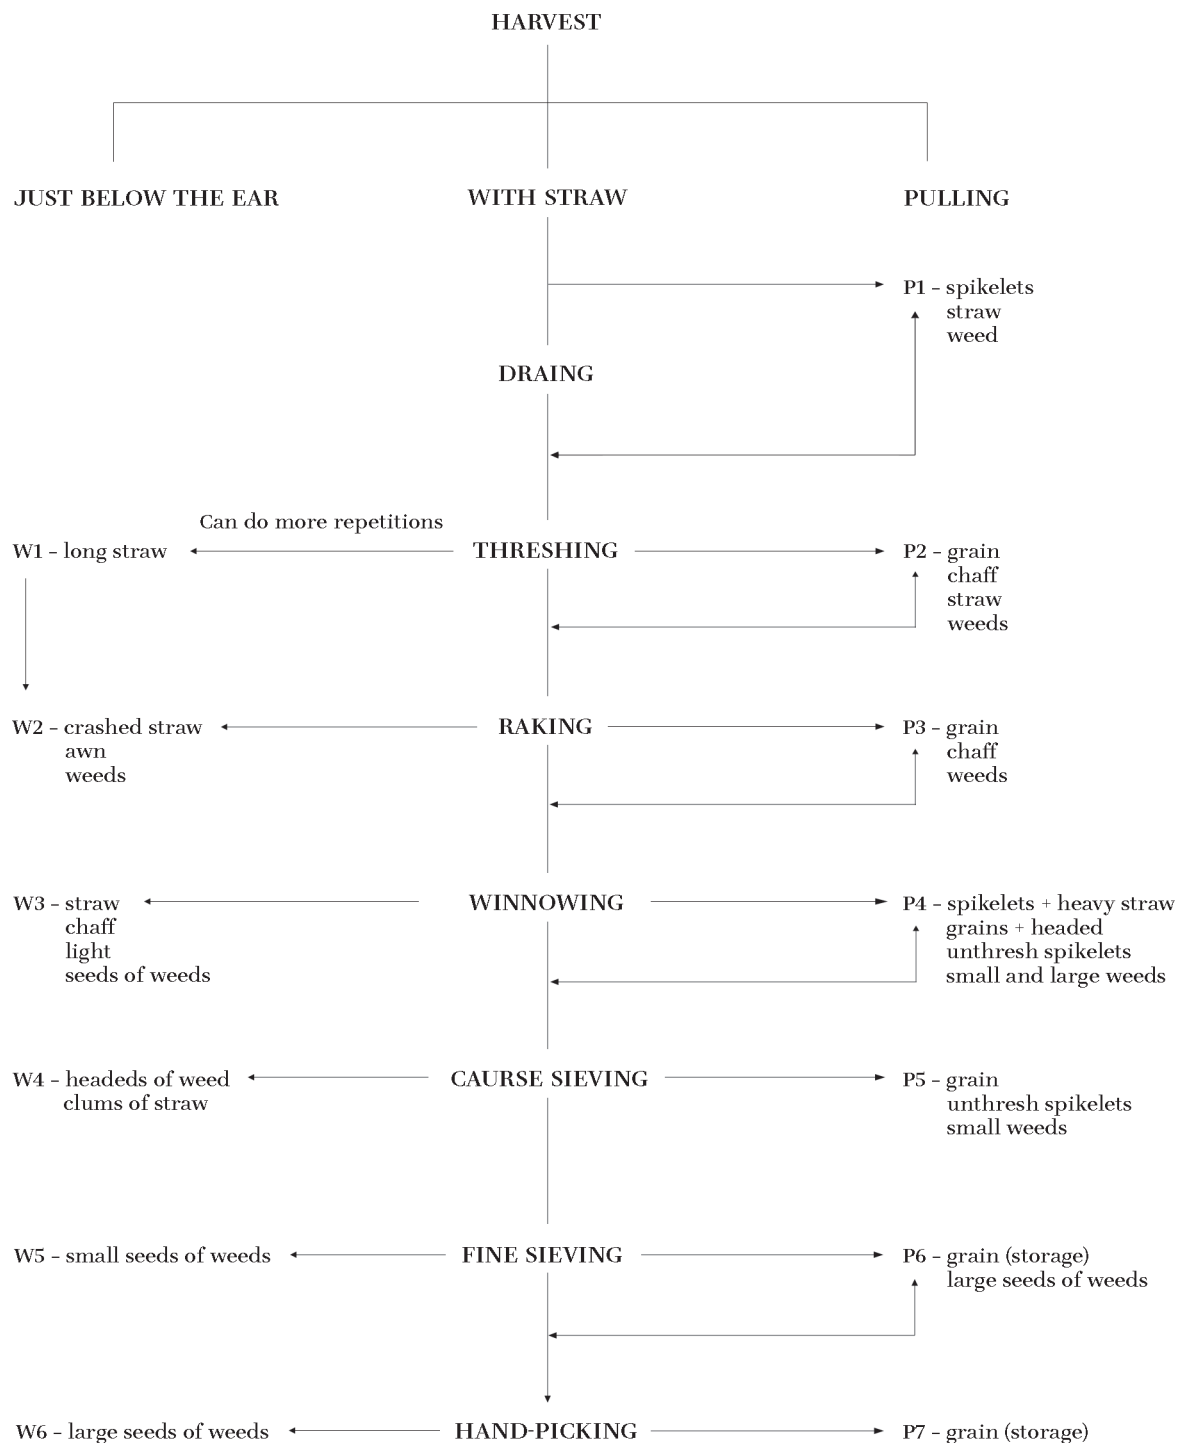 HARVEST
JUST BELOW THE EAR
WITH STRAW
PULLING
P1 – spikelets
straw
weed
DRAING
Can do more repetitions
W1 – long straw
THRESHING
P2 – grain
chaff
straw
weeds
W2 – crashed straw
awn
weeds
RAKING
P3 – grain
chaff
weeds
W3 – straw
chaff
light
seeds of weeds
WINNOWING
P4 – spikelets + heavy straw
grains + headed
unthresh spikelets
small and large weeds
W4 – headeds of weed
clums of straw
CAURSE SIEVING
P5 – grain
unthresh spikelets
small weeds
W5 – small seeds of weeds
FINE SIEVING
P6 – grain (storage)
large seeds of weeds
W6 – large seeds of weeds
HAND-PICKING
P7 – grain (storage)